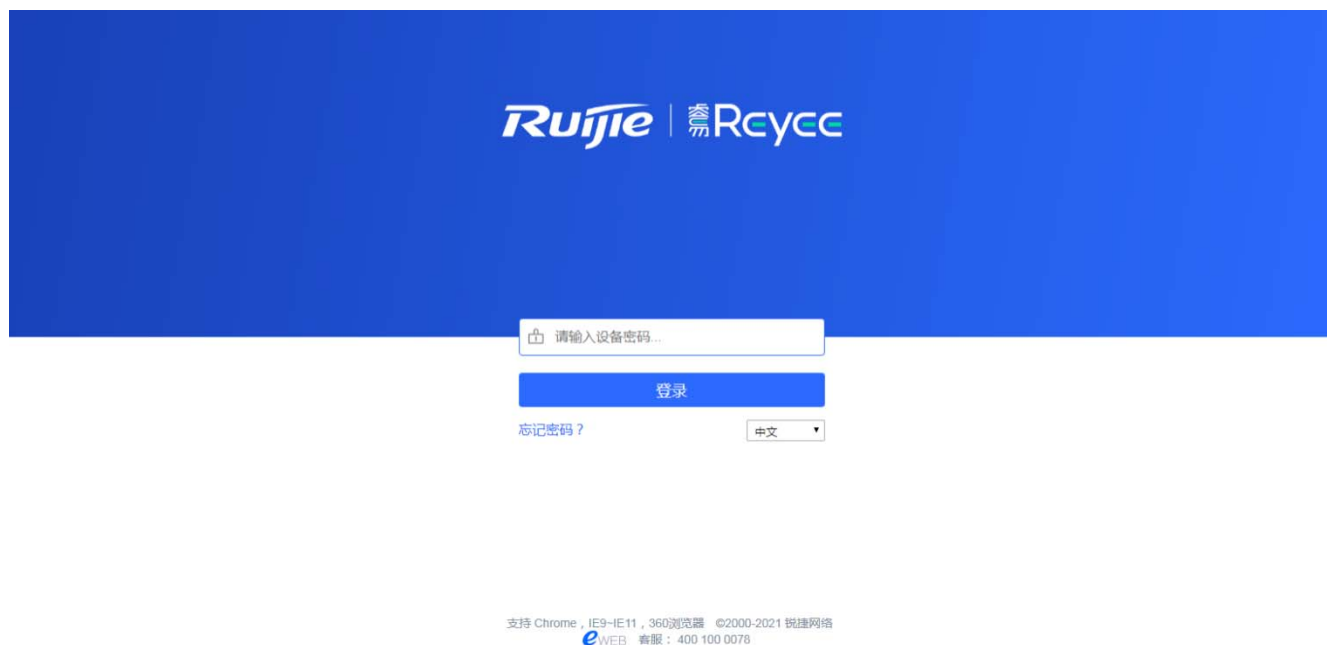 Ruijie | 睿易 Reyee
请输入设备密码...
登录
忘记密码？ 中文
支持 Chrome，IE9~IE11，360浏览器 ©2000-2021 锐捷网络
eWEB 客服：400 100 0078